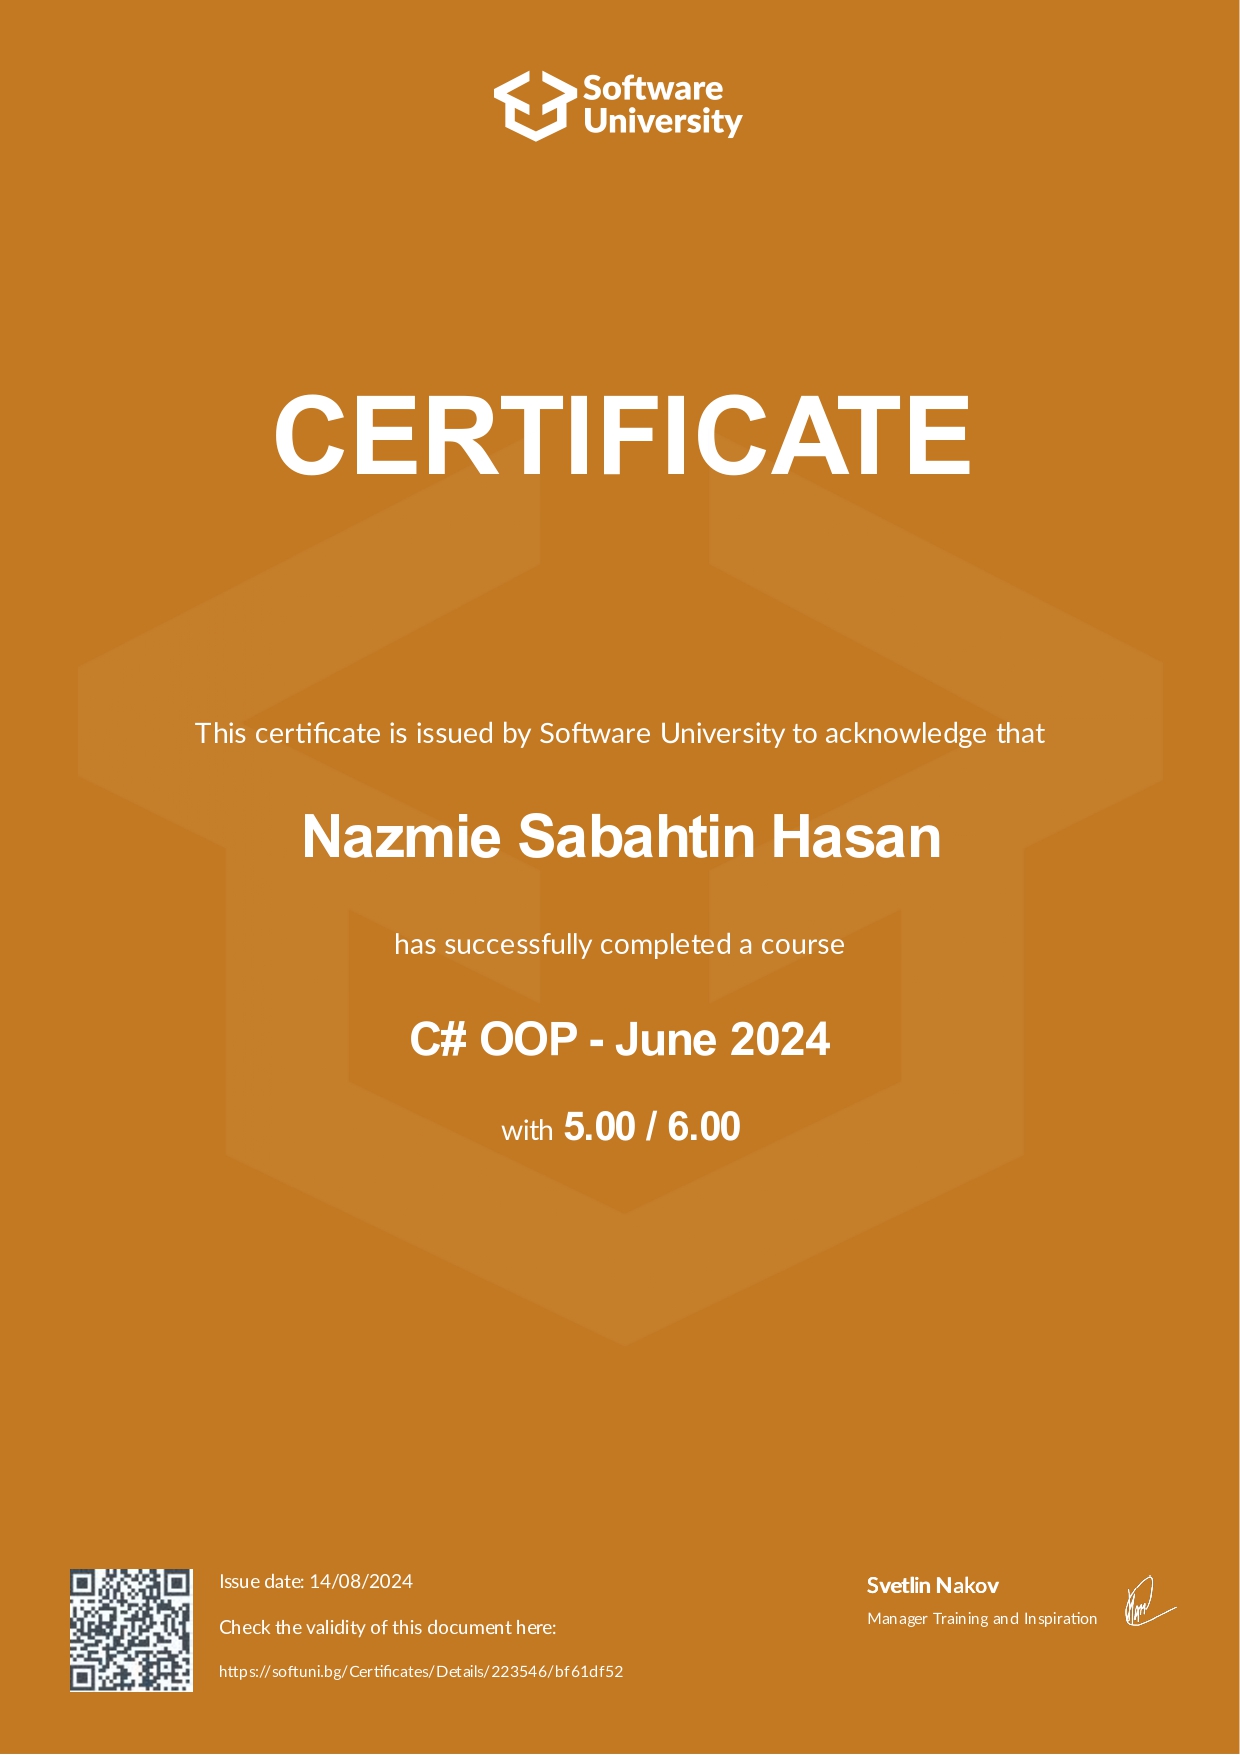 Software
University
CERTIFICATE
This certificate is issued by Software University to acknowledge that
Nazmie Sabahtin Hasan
has successfully completed a course
C# OOP - June 2024
with 5.00 / 6.00
Issue date: 14/08/2024
Check the validity of this document here:
https://softuni.bg/Certificates/Details/223546/bf61df52
Svetlin Nakov
Manager Training and Inspiration